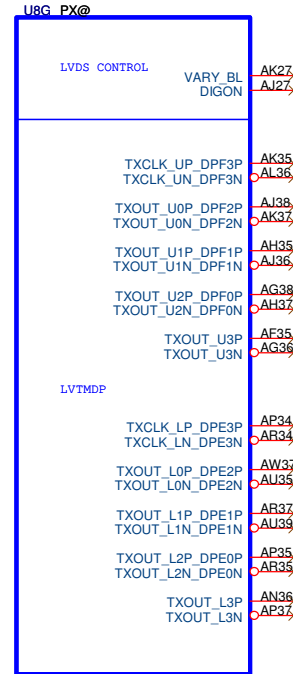 U8G PX@
LVDS CONTROL
VARY_BL AK27
DIGON AJ27
TXCLK_UP_DPF3P AK35
TXCLK_UN_DPF3N AL36
TXOUT_U0P_DPF2P AJ38
TXOUT_U0N_DPF2N AK37
TXOUT_U1P_DPF1P AH35
TXOUT_U1N_DPF1N AJ36
TXOUT_U2P_DPF0P AG38
TXOUT_U2N_DPF0N AH37
TXOUT_U3P AF35
TXOUT_U3N AG36
LVTMDP
TXCLK_LP_DPE3P AP34
TXCLK_LN_DPE3N AR34
TXOUT_L0P_DPE2P AW37
TXOUT_L0N_DPE2N AU35
TXOUT_L1P_DPE1P AR37
TXOUT_L1N_DPE1N AU39
TXOUT_L2P_DPE0P AP35
TXOUT_L2N_DPE0N AR35
TXOUT_L3P AN36
TXOUT_L3N AP37